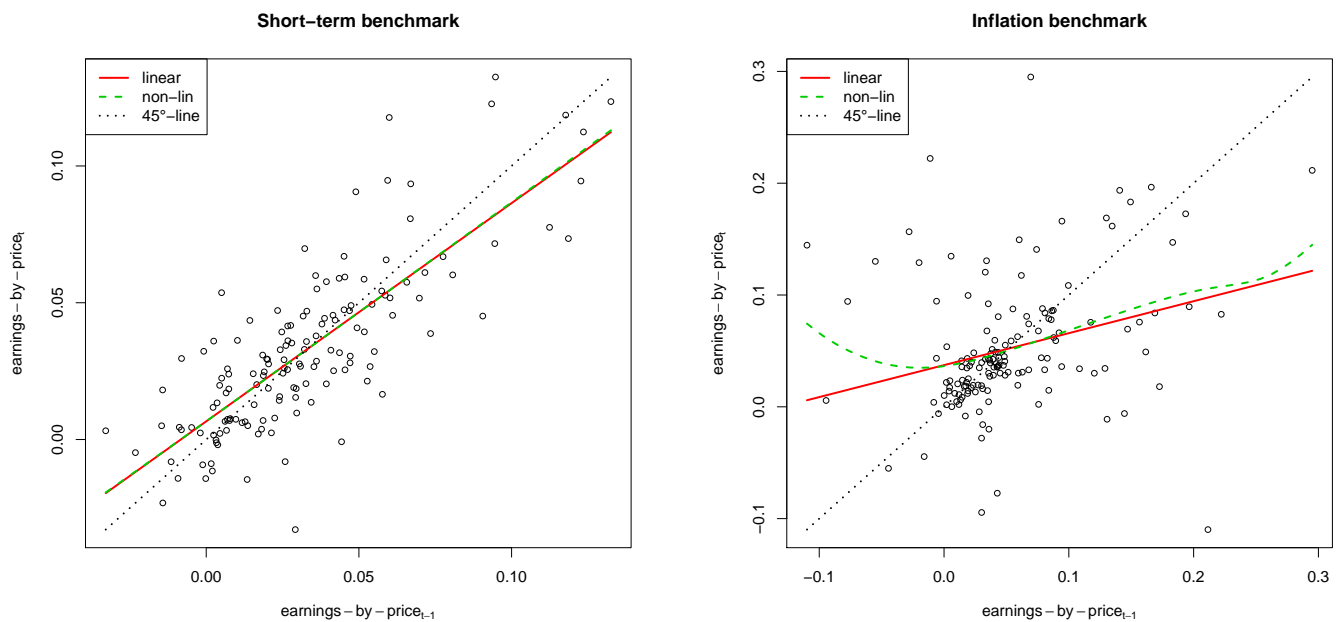 Short−term benchmark
linear
non−lin
45°−line
0.10
0.05
0.00
earnings − by − price_t
0.00 0.05 0.10
earnings − by − price_{t−1}
Inflation benchmark
linear
non−lin
45°−line
0.3
0.2
0.1
0.0
−0.1
earnings − by − price_t
−0.1 0.0 0.1 0.2 0.3
earnings − by − price_{t−1}